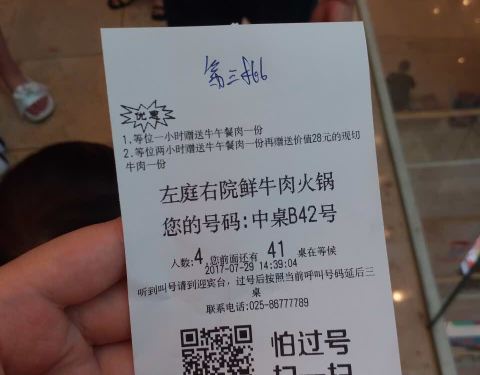 第三466
优惠
1、等位一小时赠送牛午餐肉一份
2、等位两小时赠送牛午餐肉一份再赠送价值28元的现切
牛肉一份
左庭右院鲜牛肉火锅
您的号码:中桌B42号
人数:4,您前面还有 41 桌在等候
2017-07-29 14:39:04
听到叫号请到迎宾台，过号后按照当前呼叫号码延后三
桌
联系电话:025-86777789
怕过号
扫一扫